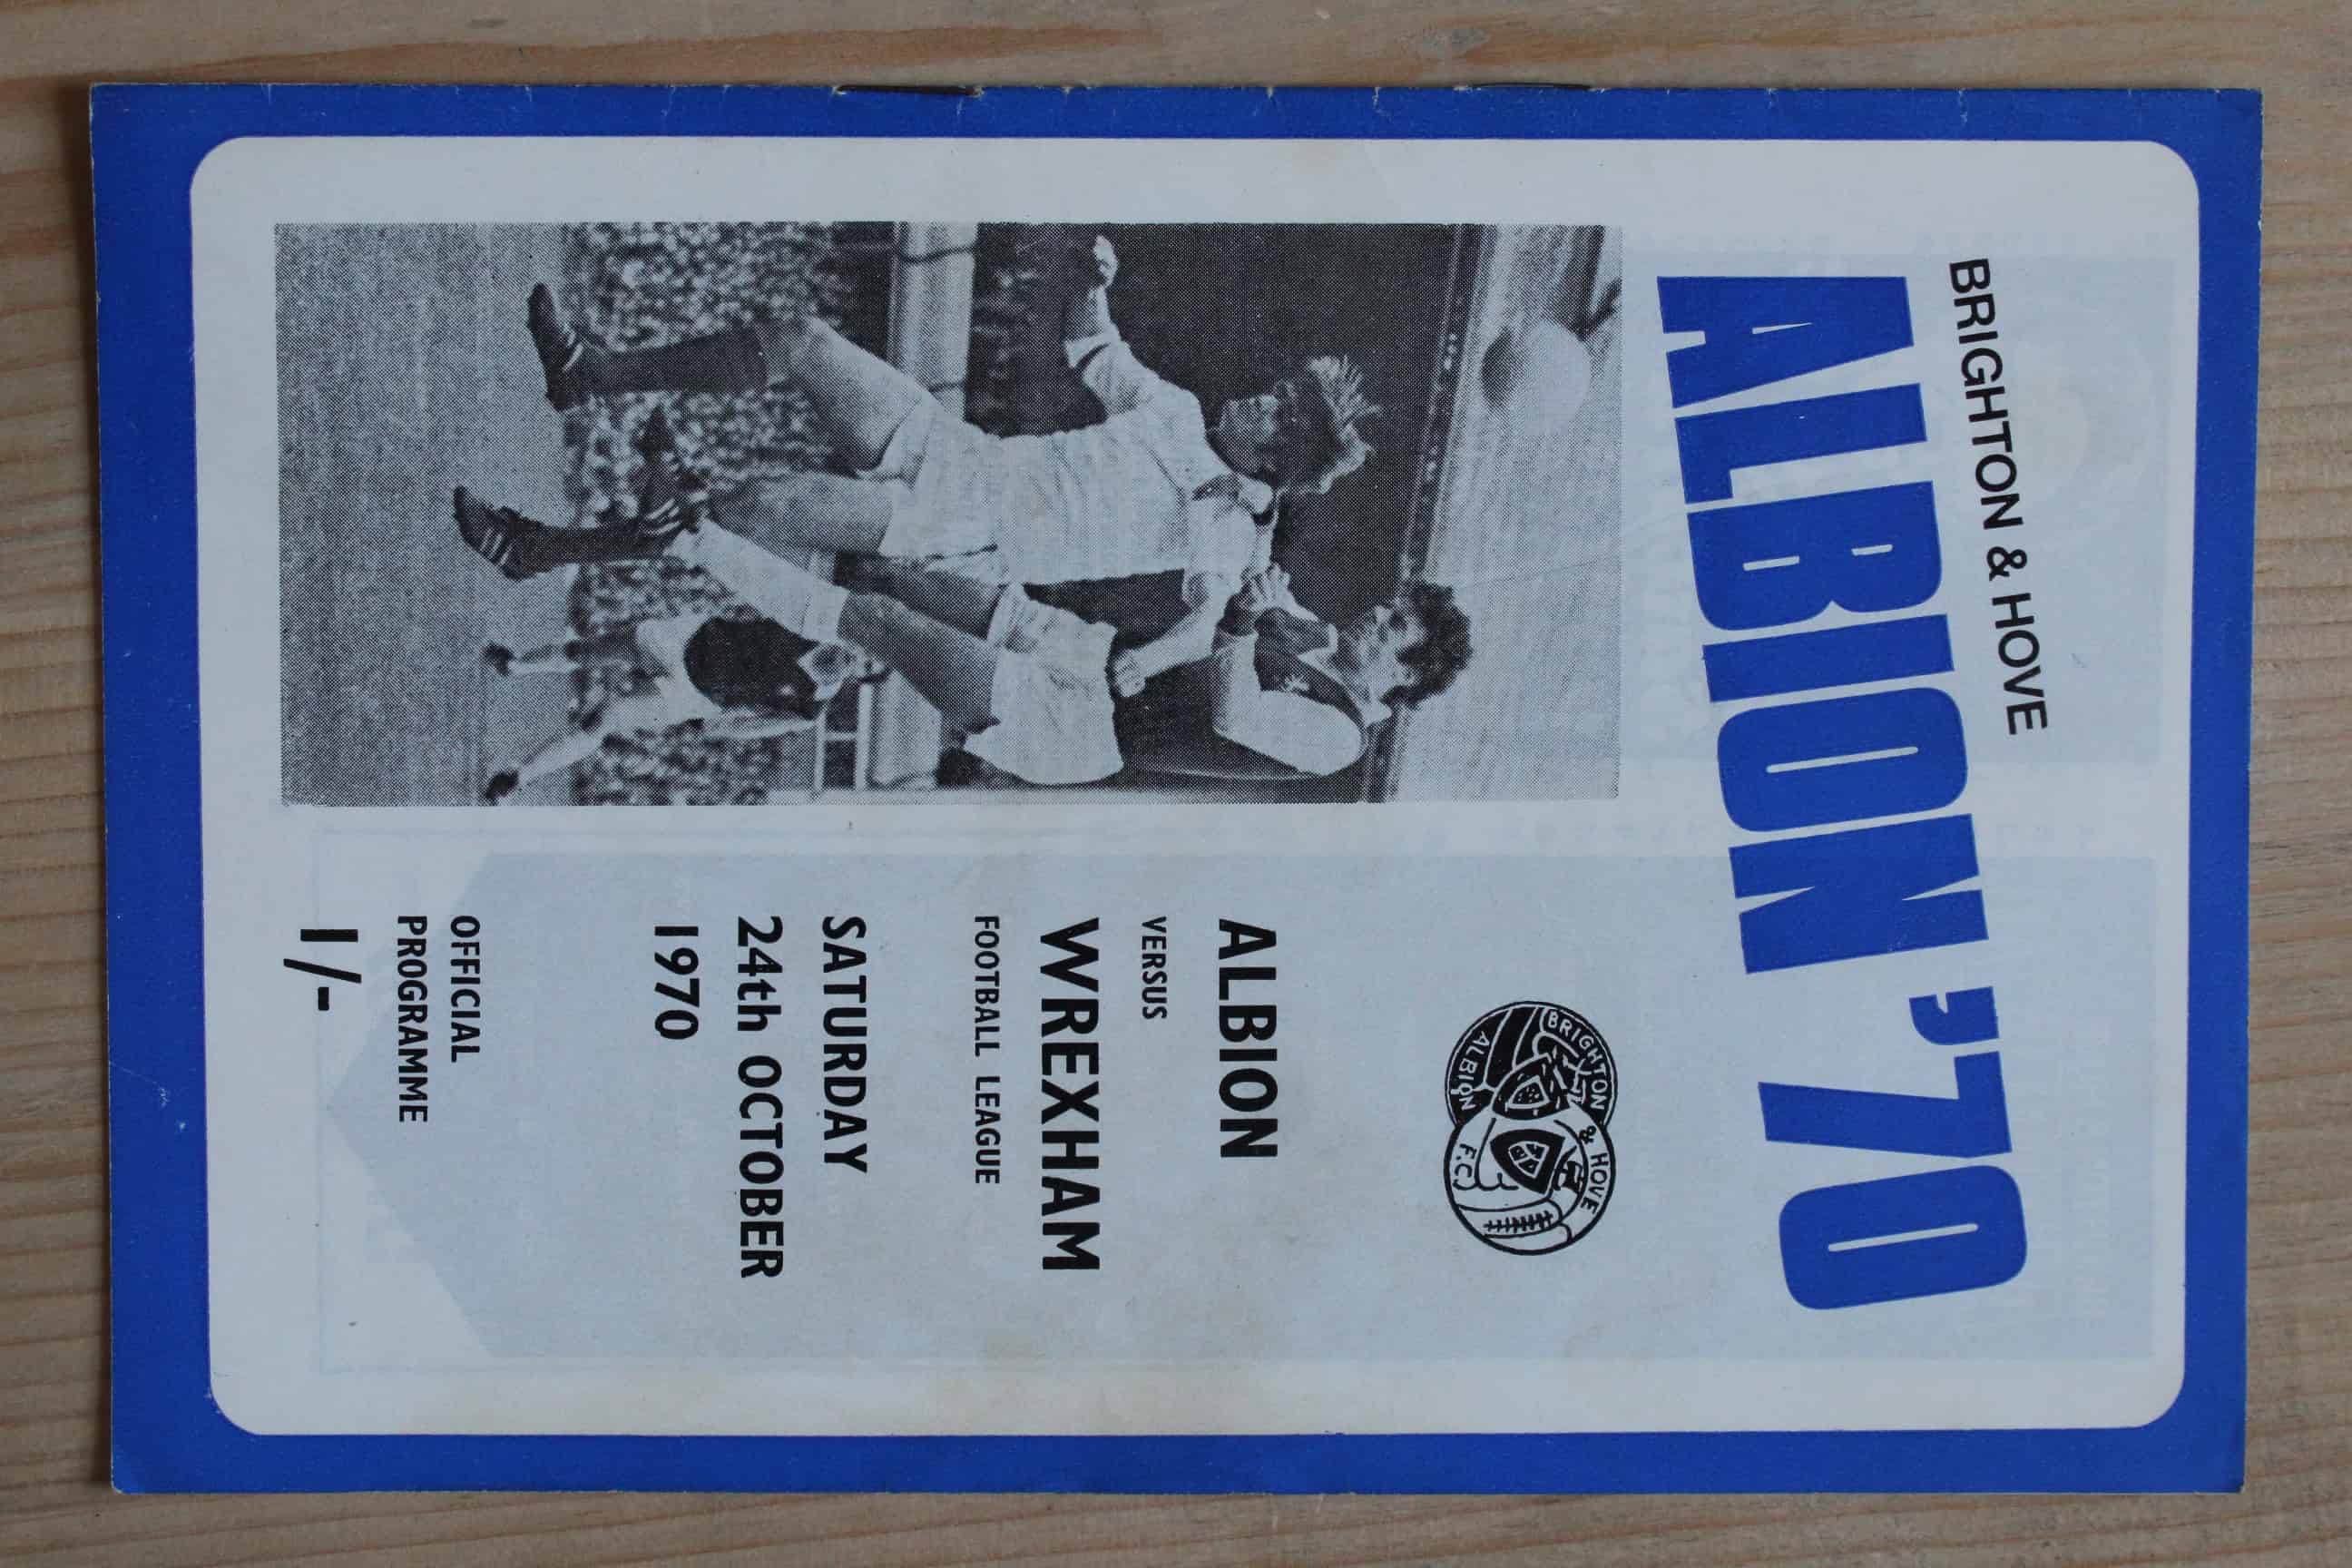 BRIGHTON & HOVE
ALBION '70
BRIGHTON & HOVE
ALBION F.C.
ALBION
VERSUS
WREXHAM
FOOTBALL LEAGUE
SATURDAY
24th OCTOBER
1970
OFFICIAL
PROGRAMME
1/-